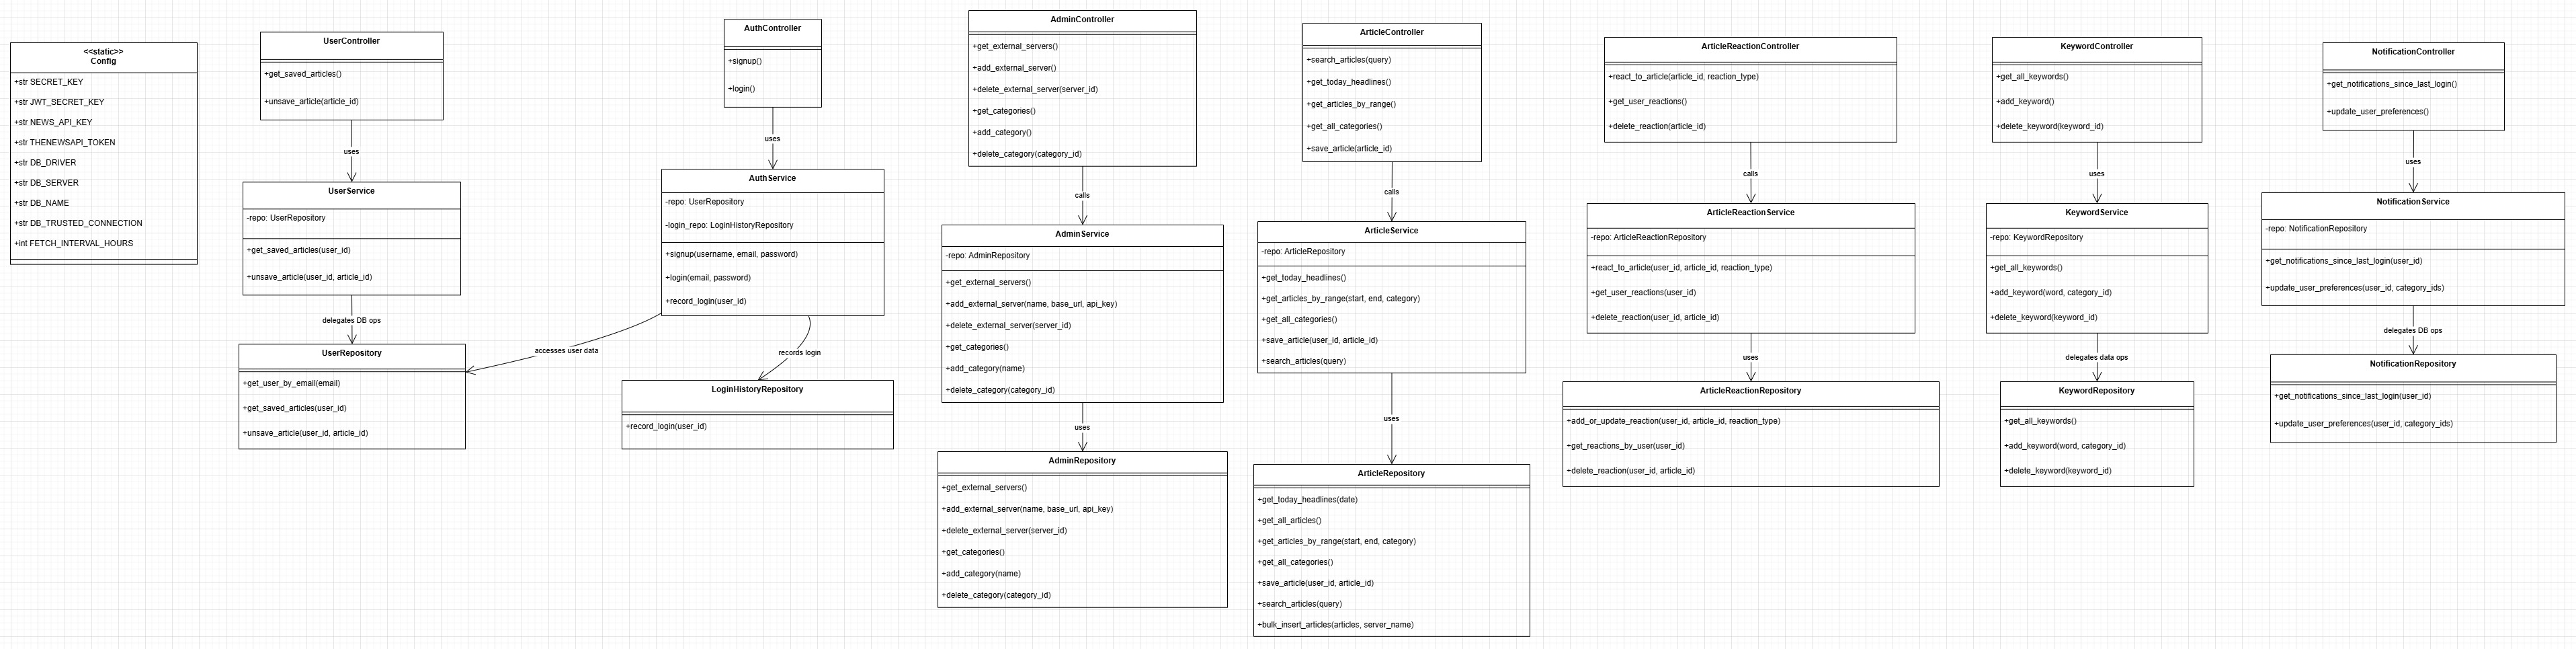 <<static>>
Config
+str SECRET_KEY
+str JWT_SECRET_KEY
+str NEWS_API_KEY
+str THENEWSAPI_TOKEN
+str DB_DRIVER
+str DB_SERVER
+str DB_NAME
+str DB_TRUSTED_CONNECTION
+int FETCH_INTERVAL_HOURS
UserController
+get_saved_articles()
+unsave_article(article_id)
uses
UserService
-repo: UserRepository
+get_saved_articles(user_id)
+unsave_article(user_id, article_id)
delegates DB ops
UserRepository
+get_user_by_email(email)
+get_saved_articles(user_id)
+unsave_article(user_id, article_id)
AuthController
+signup()
+login()
uses
AuthService
-repo: UserRepository
-login_repo: LoginHistoryRepository
+signup(username, email, password)
+login(email, password)
+record_login(user_id)
accesses user data
records login
LoginHistoryRepository
+record_login(user_id)
AdminController
+get_external_servers()
+add_external_server()
+delete_external_server(server_id)
+get_categories()
+add_category()
+delete_category(category_id)
calls
AdminService
-repo: AdminRepository
+get_external_servers()
+add_external_server(name, base_url, api_key)
+delete_external_server(server_id)
+get_categories()
+add_category(name)
+delete_category(category_id)
uses
AdminRepository
+get_external_servers()
+add_external_server(name, base_url, api_key)
+delete_external_server(server_id)
+get_categories()
+add_category(name)
+delete_category(category_id)
ArticleController
+search_articles(query)
+get_today_headlines()
+get_articles_by_range()
+get_all_categories()
+save_article(article_id)
calls
ArticleService
-repo: ArticleRepository
+get_today_headlines()
+get_articles_by_range(start, end, category)
+get_all_categories()
+save_article(user_id, article_id)
+search_articles(query)
uses
ArticleRepository
+get_today_headlines(date)
+get_all_articles()
+get_articles_by_range(start, end, category)
+get_all_categories()
+save_article(user_id, article_id)
+search_articles(query)
+bulk_insert_articles(articles, server_name)
ArticleReactionController
+react_to_article(article_id, reaction_type)
+get_user_reactions()
+delete_reaction(article_id)
calls
ArticleReactionService
-repo: ArticleReactionRepository
+react_to_article(user_id, article_id, reaction_type)
+get_user_reactions(user_id)
+delete_reaction(user_id, article_id)
uses
ArticleReactionRepository
+add_or_update_reaction(user_id, article_id, reaction_type)
+get_reactions_by_user(user_id)
+delete_reaction(user_id, article_id)
KeywordController
+get_all_keywords()
+add_keyword()
+delete_keyword(keyword_id)
uses
KeywordService
-repo: KeywordRepository
+get_all_keywords()
+add_keyword(word, category_id)
+delete_keyword(keyword_id)
delegates data ops
KeywordRepository
+get_all_keywords()
+add_keyword(word, category_id)
+delete_keyword(keyword_id)
NotificationController
+get_notifications_since_last_login()
+update_user_preferences()
uses
NotificationService
-repo: NotificationRepository
+get_notifications_since_last_login(user_id)
+update_user_preferences(user_id, category_ids)
delegates DB ops
NotificationRepository
+get_notifications_since_last_login(user_id)
+update_user_preferences(user_id, category_ids)